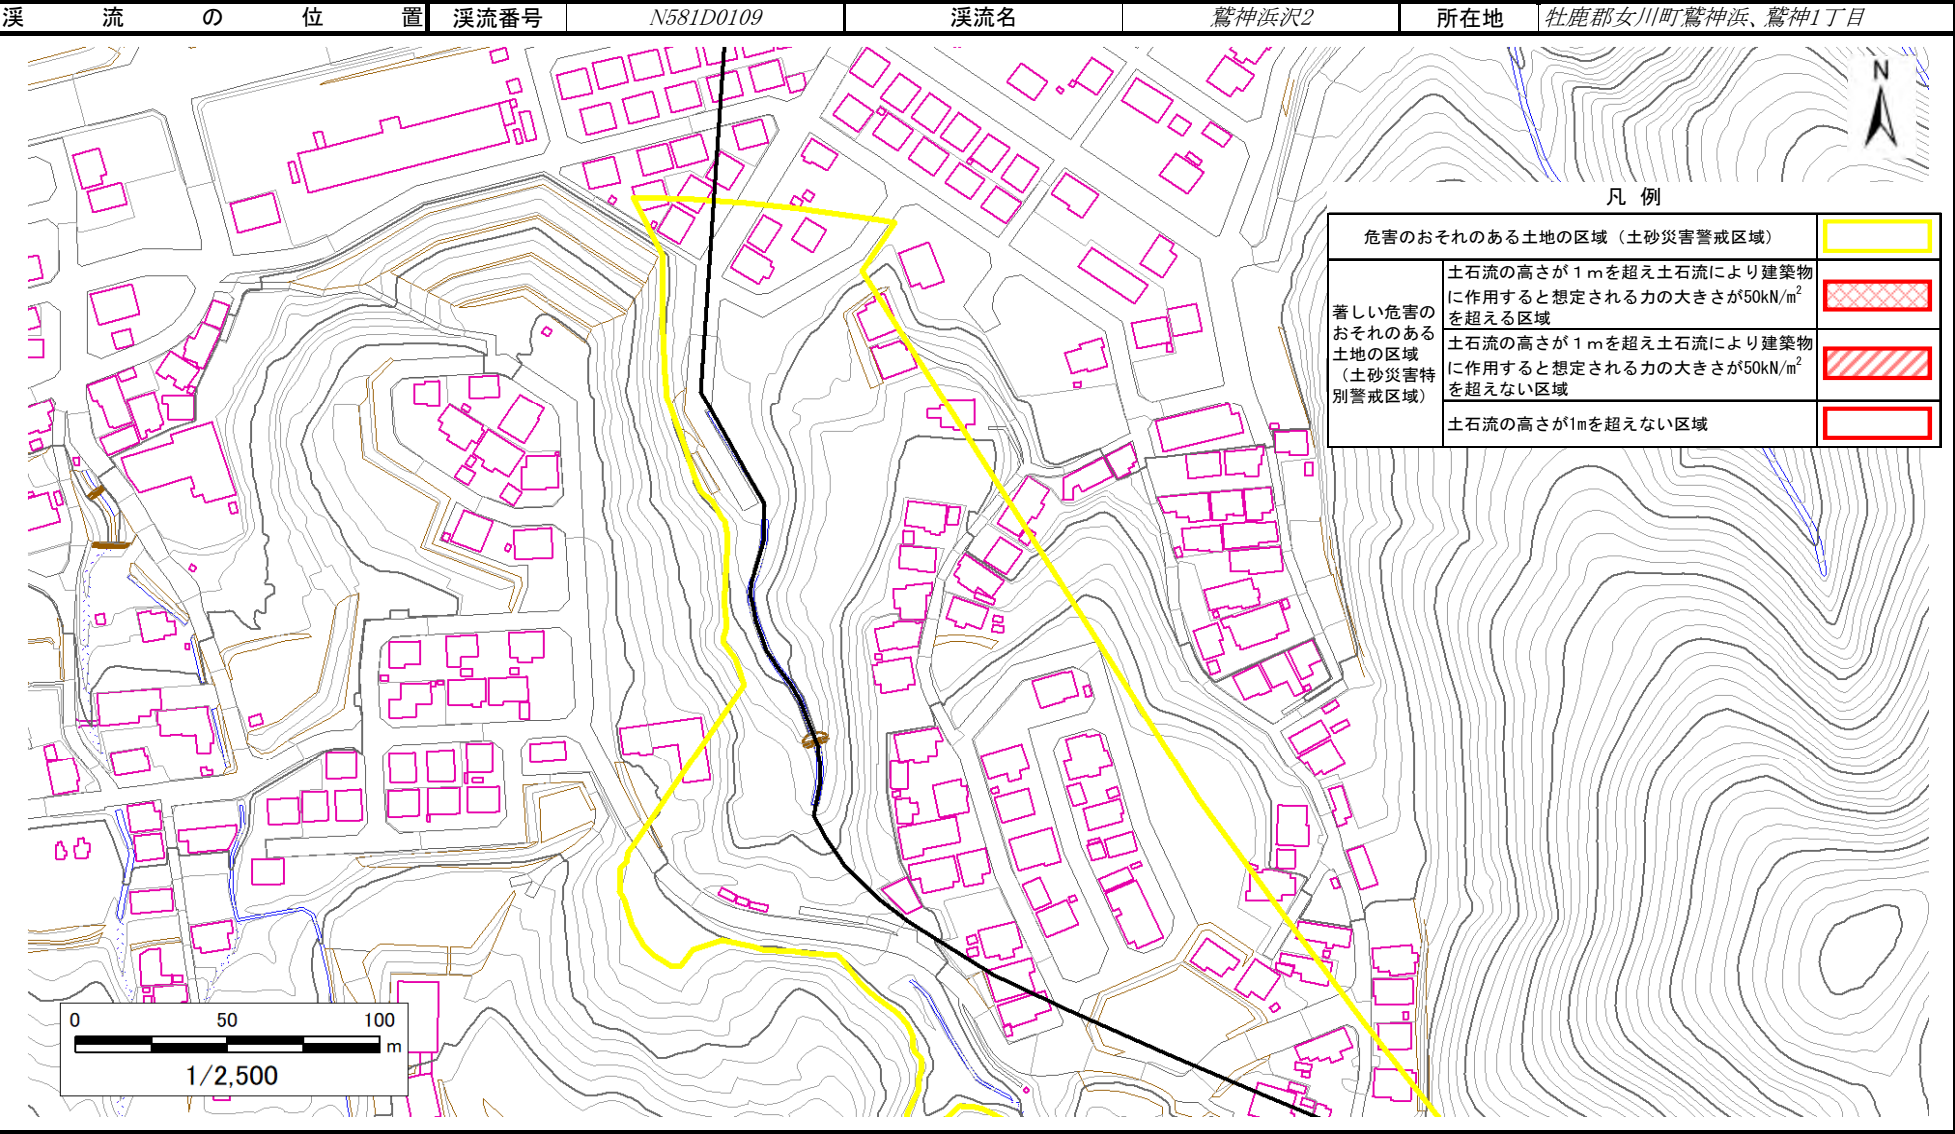 渓流の位置 渓流番号 N581D0109 渓流名 鷲神浜沢2 所在地 牡鹿郡女川町鷲神浜、鷲神1丁目
N
凡 例
危害のおそれのある土地の区域（土砂災害警戒区域）
著しい危害の
おそれのある
土地の区域
（土砂災害特
別警戒区域）
土石流の高さが１ｍを超え土石流により建築物
に作用すると想定される力の大きさが50kN/m²
を超える区域
土石流の高さが１ｍを超え土石流により建築物
に作用すると想定される力の大きさが50kN/m²
を超えない区域
土石流の高さが1mを超えない区域
0 50 100
m
1/2,500